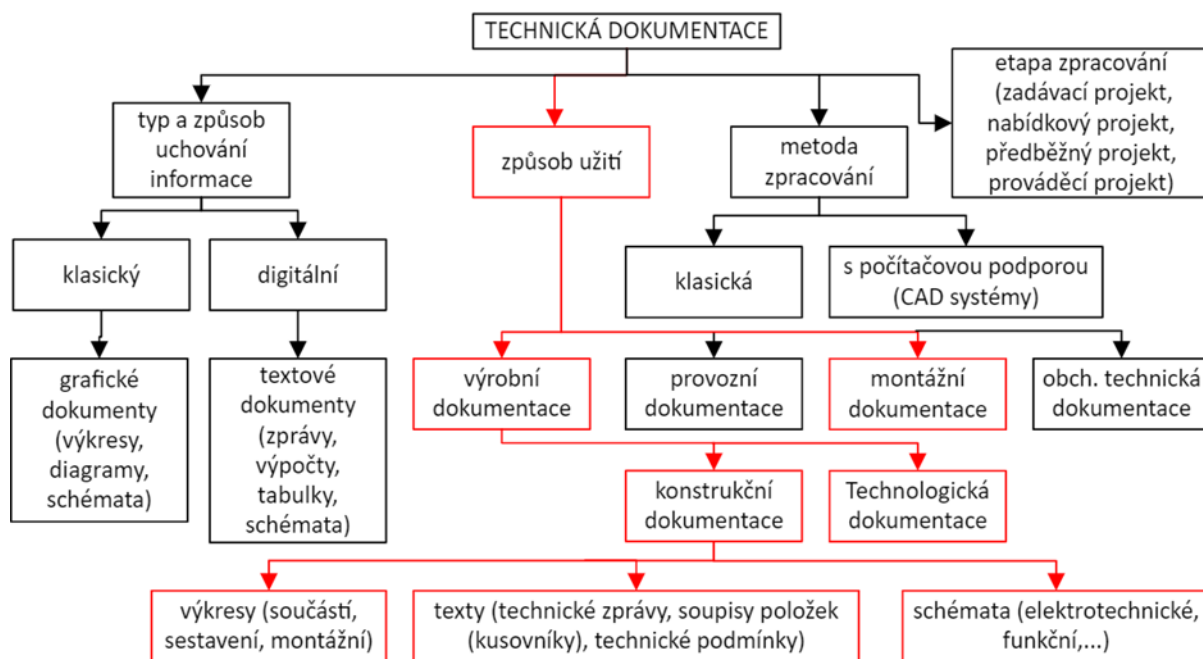 TECHNICKÁ DOKUMENTACE
typ a způsob
uchování
informace
způsob užití
metoda
zpracování
etapa zpracování
(zadávací projekt,
nabídkový projekt,
předběžný projekt,
prováděcí projekt)
klasický
digitální
klasická
s počítačovou podporou
(CAD systémy)
grafické
dokumenty
(výkresy,
diagramy,
schémata)
textové
dokumenty
(zprávy,
výpočty,
tabulky,
schémata)
výrobní
dokumentace
provozní
dokumentace
montážní
dokumentace
obch. technická
dokumentace
konstrukční
dokumentace
Technologická
dokumentace
výkresy (součástí,
sestavení, montážní)
texty (technické zprávy, soupisy položek
(kusovníky), technické podmínky)
schémata (elektrotechnické,
funkční,...)